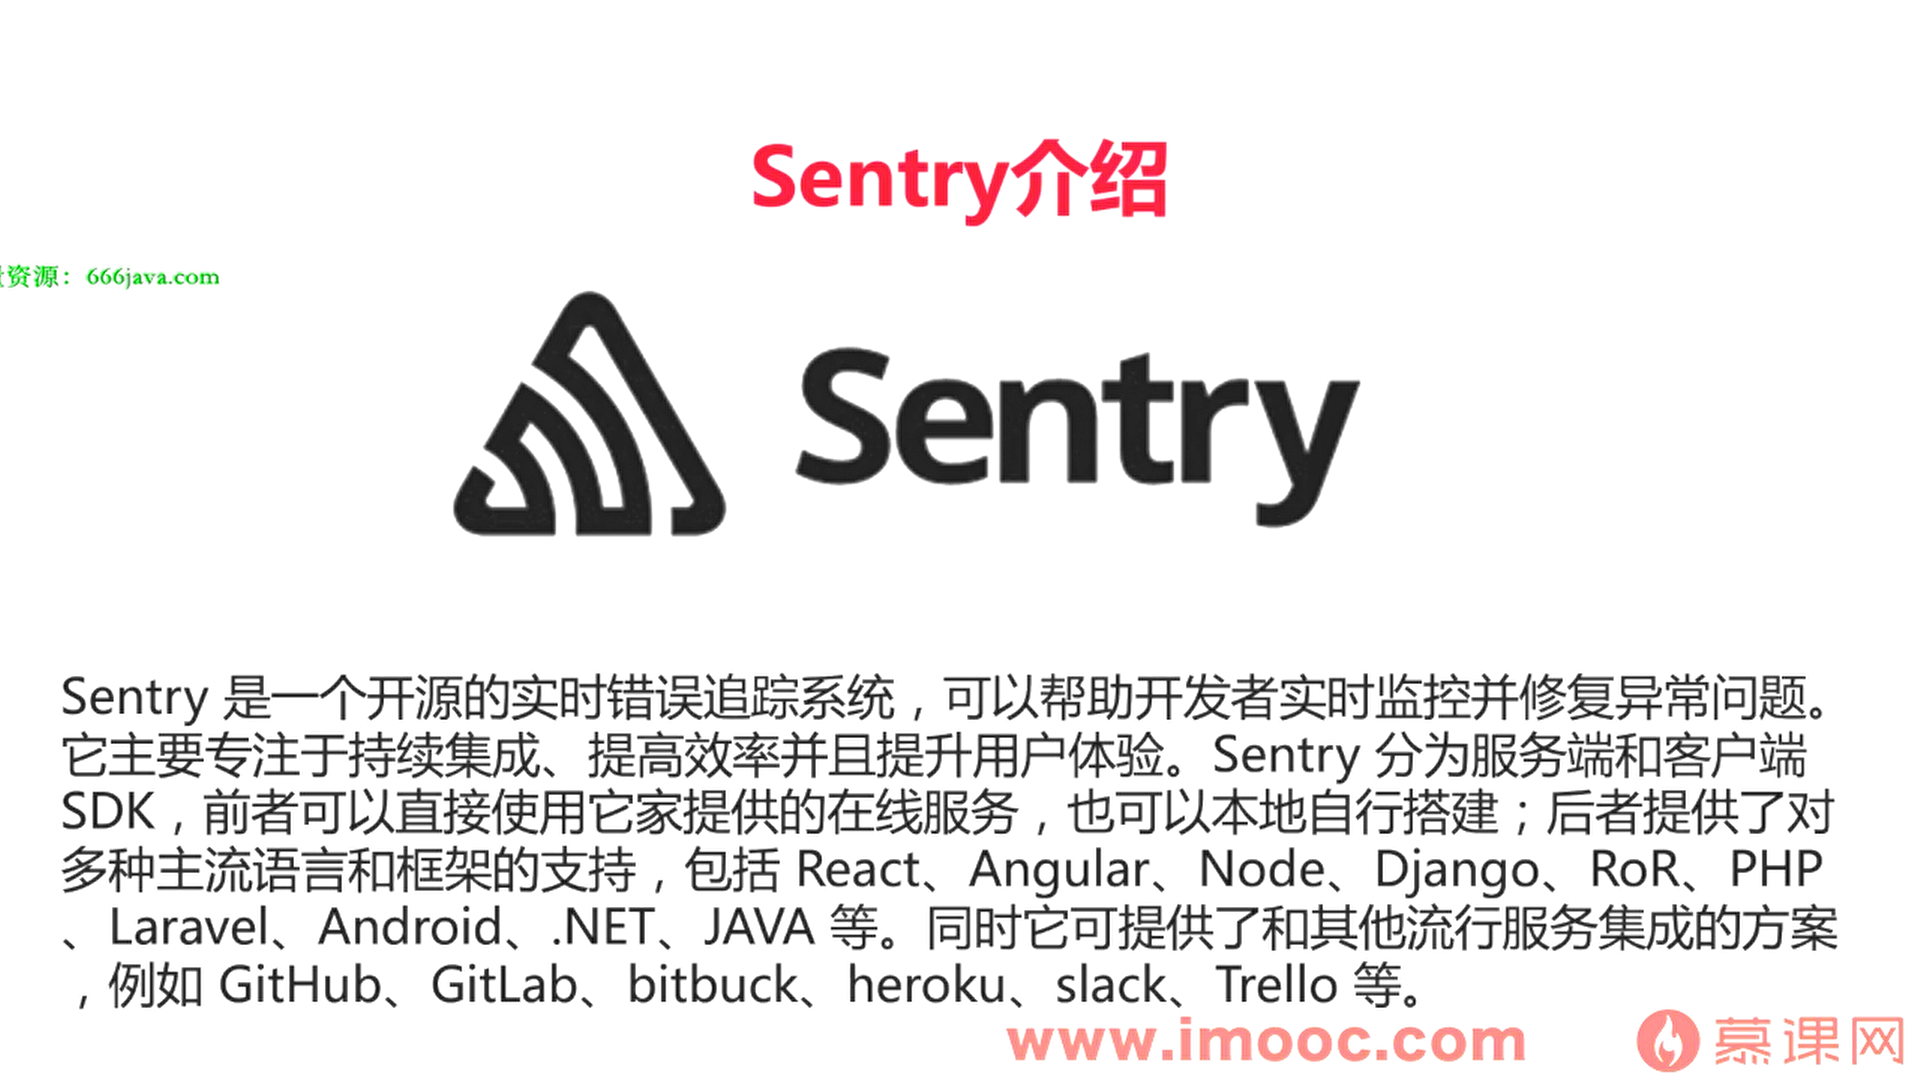 Sentry介绍
资源：666java.com
Sentry
Sentry 是一个开源的实时错误追踪系统，可以帮助开发者实时监控并修复异常问题。
它主要专注于持续集成、提高效率并且提升用户体验。Sentry 分为服务端和客户端
SDK，前者可以直接使用它家提供的在线服务，也可以本地自行搭建；后者提供了对
多种主流语言和框架的支持，包括 React、Angular、Node、Django、RoR、PHP
、Laravel、Android、.NET、JAVA 等。同时它可提供了和其他流行服务集成的方案
，例如 GitHub、GitLab、bitbuck、heroku、slack、Trello 等。
www.imooc.com
慕课网